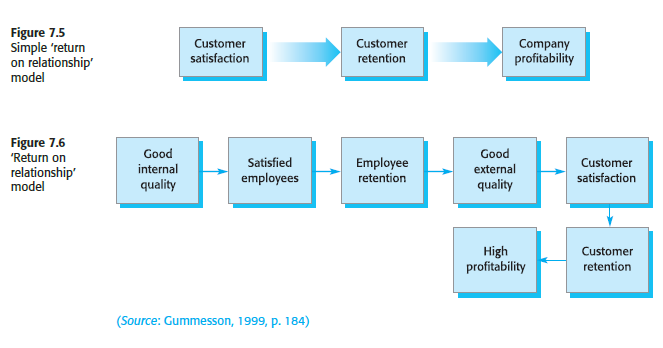 Figure 7.5
Simple ‘return
on relationship’
model
Customer
satisfaction
Customer
retention
Company
profitability
Figure 7.6
‘Return on
relationship’
model
Good
internal
quality
Satisfied
employees
Employee
retention
Good
external
quality
Customer
satisfaction
High
profitability
Customer
retention
(Source: Gummesson, 1999, p. 184)